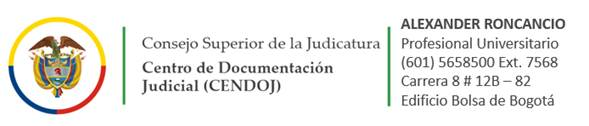 Consejo Superior de la Judicatura
Centro de Documentación
Judicial (CENDOJ)
ALEXANDER RONCANCIO
Profesional Universitario
(601) 5658500 Ext. 7568
Carrera 8 # 12B – 82
Edificio Bolsa de Bogotá